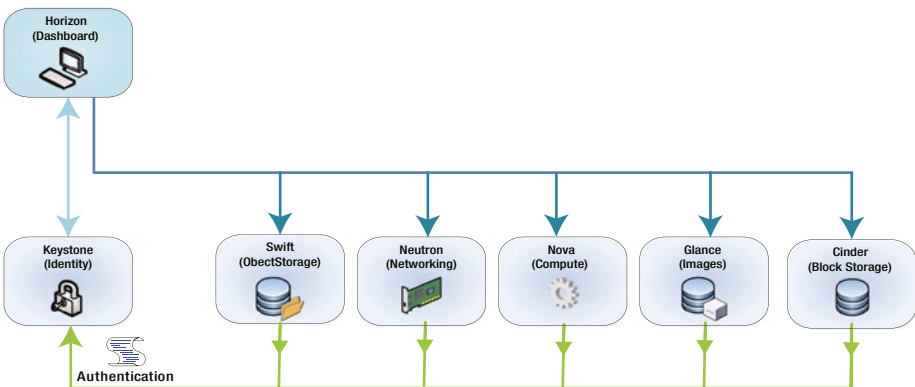 Horizon
(Dashboard)
Keystone
(Identity)
Swift
(ObectStorage)
Neutron
(Networking)
Nova
(Compute)
Glance
(Images)
Cinder
(Block Storage)
Authentication